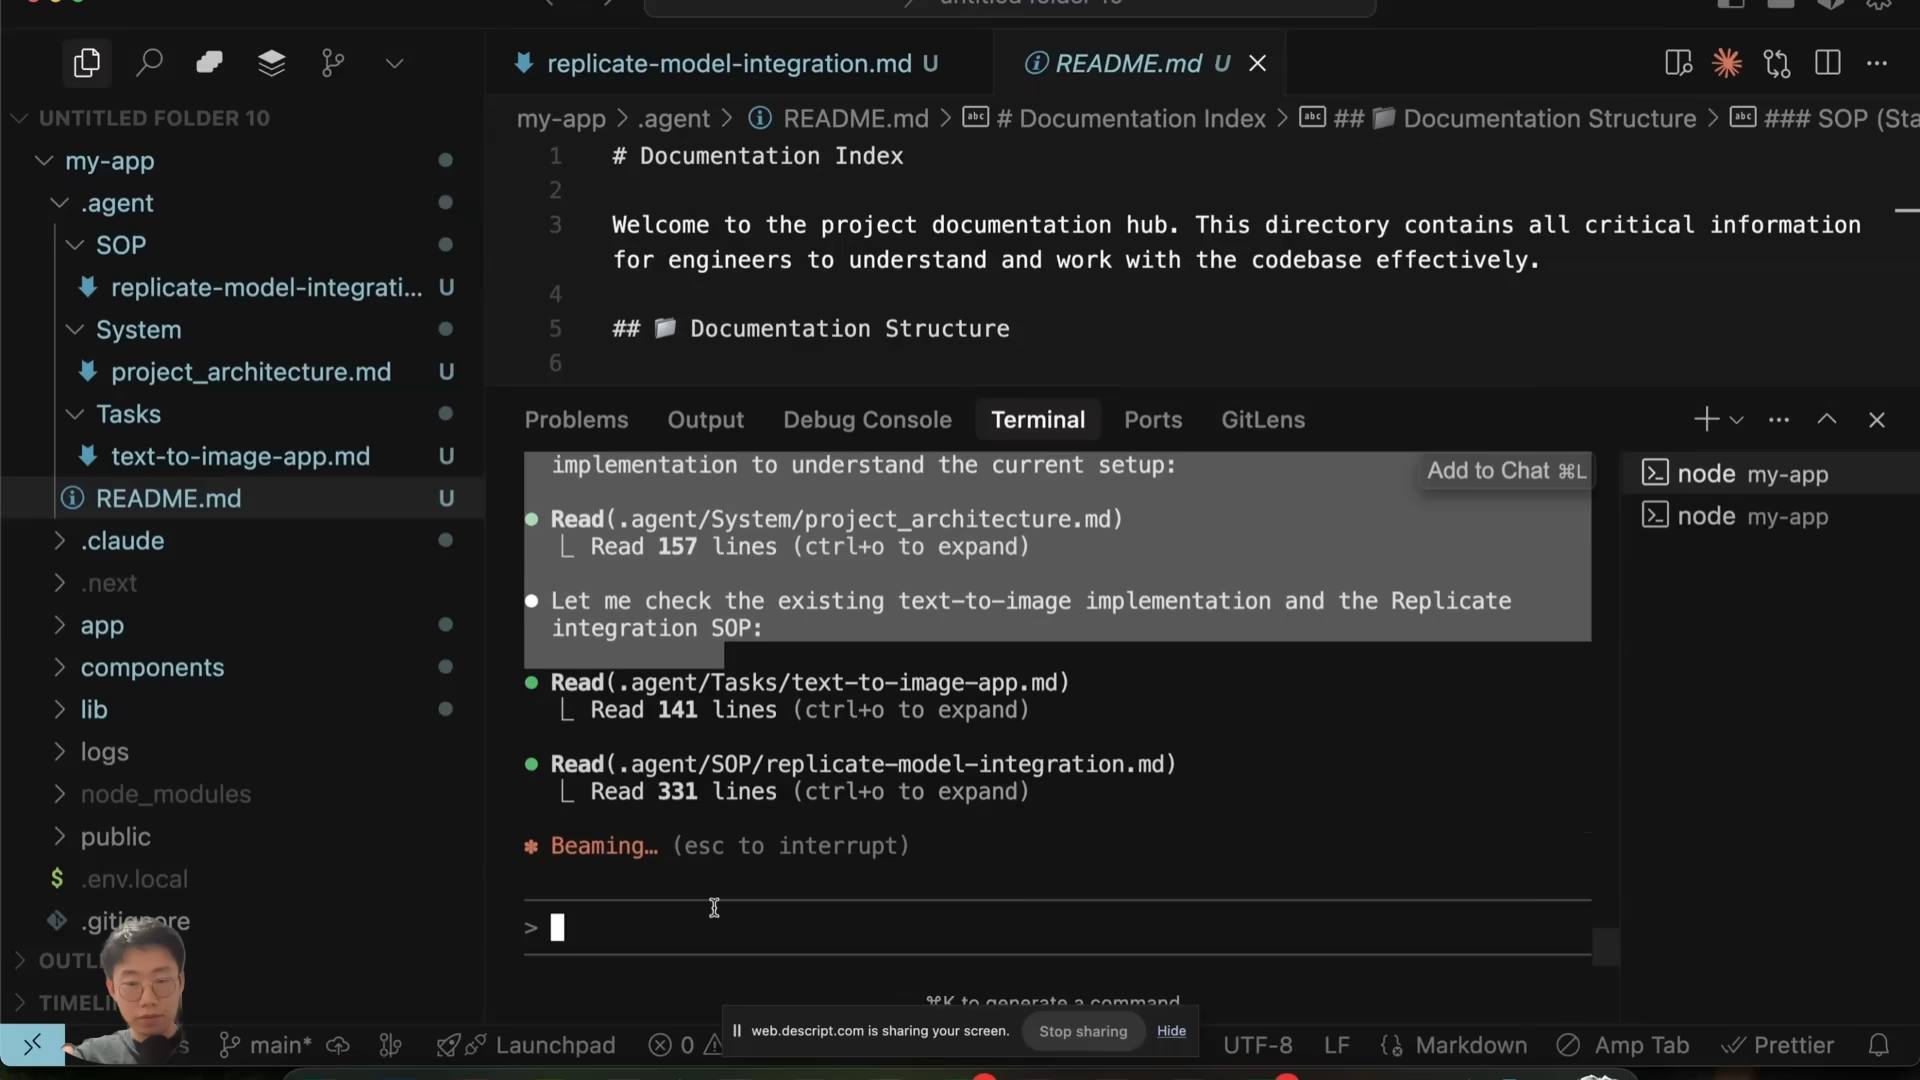 replicate-model-integration.md U
README.md U
UNTITLED FOLDER 10
my-app > .agent > README.md > # Documentation Index > ## 📁 Documentation Structure > ### SOP (Sta
my-app
.agent
SOP
replicate-model-integrati... U
System
project_architecture.md U
Tasks
text-to-image-app.md U
README.md U
.claude
.next
app
components
lib
logs
node_modules
public
$ .env.local
.gitignore
1 # Documentation Index
2
3 Welcome to the project documentation hub. This directory contains all critical information
for engineers to understand and work with the codebase effectively.
4
5 ## 📁 Documentation Structure
6
Problems Output Debug Console Terminal Ports GitLens
implementation to understand the current setup:
Add to Chat ⌘L
Read(.agent/System/project_architecture.md)
Read 157 lines (ctrl+o to expand)
Let me check the existing text-to-image implementation and the Replicate
integration SOP:
Read(.agent/Tasks/text-to-image-app.md)
Read 141 lines (ctrl+o to expand)
Read(.agent/SOP/replicate-model-integration.md)
Read 331 lines (ctrl+o to expand)
Beaming… (esc to interrupt)
>
⌘K to generate a command
node my-app
node my-app
web.descript.com is sharing your screen. Stop sharing Hide
main* Launchpad 0 UTF-8 LF {} Markdown Amp Tab Prettier